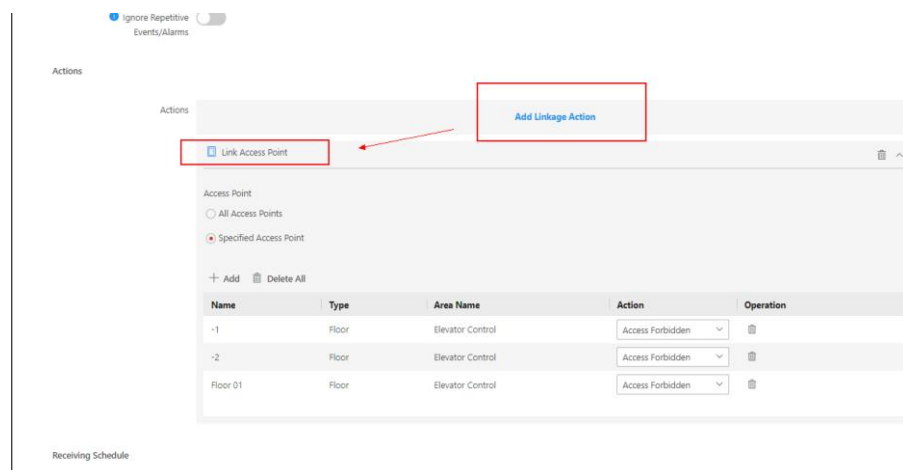 Ignore Repetitive
Events/Alarms
Actions
Actions
Add Linkage Action
Link Access Point
Access Point
All Access Points
Specified Access Point
Add Delete All
Name Type Area Name Action Operation
-1 Floor Elevator Control Access Forbidden
-2 Floor Elevator Control Access Forbidden
Floor 01 Floor Elevator Control Access Forbidden
Receiving Schedule